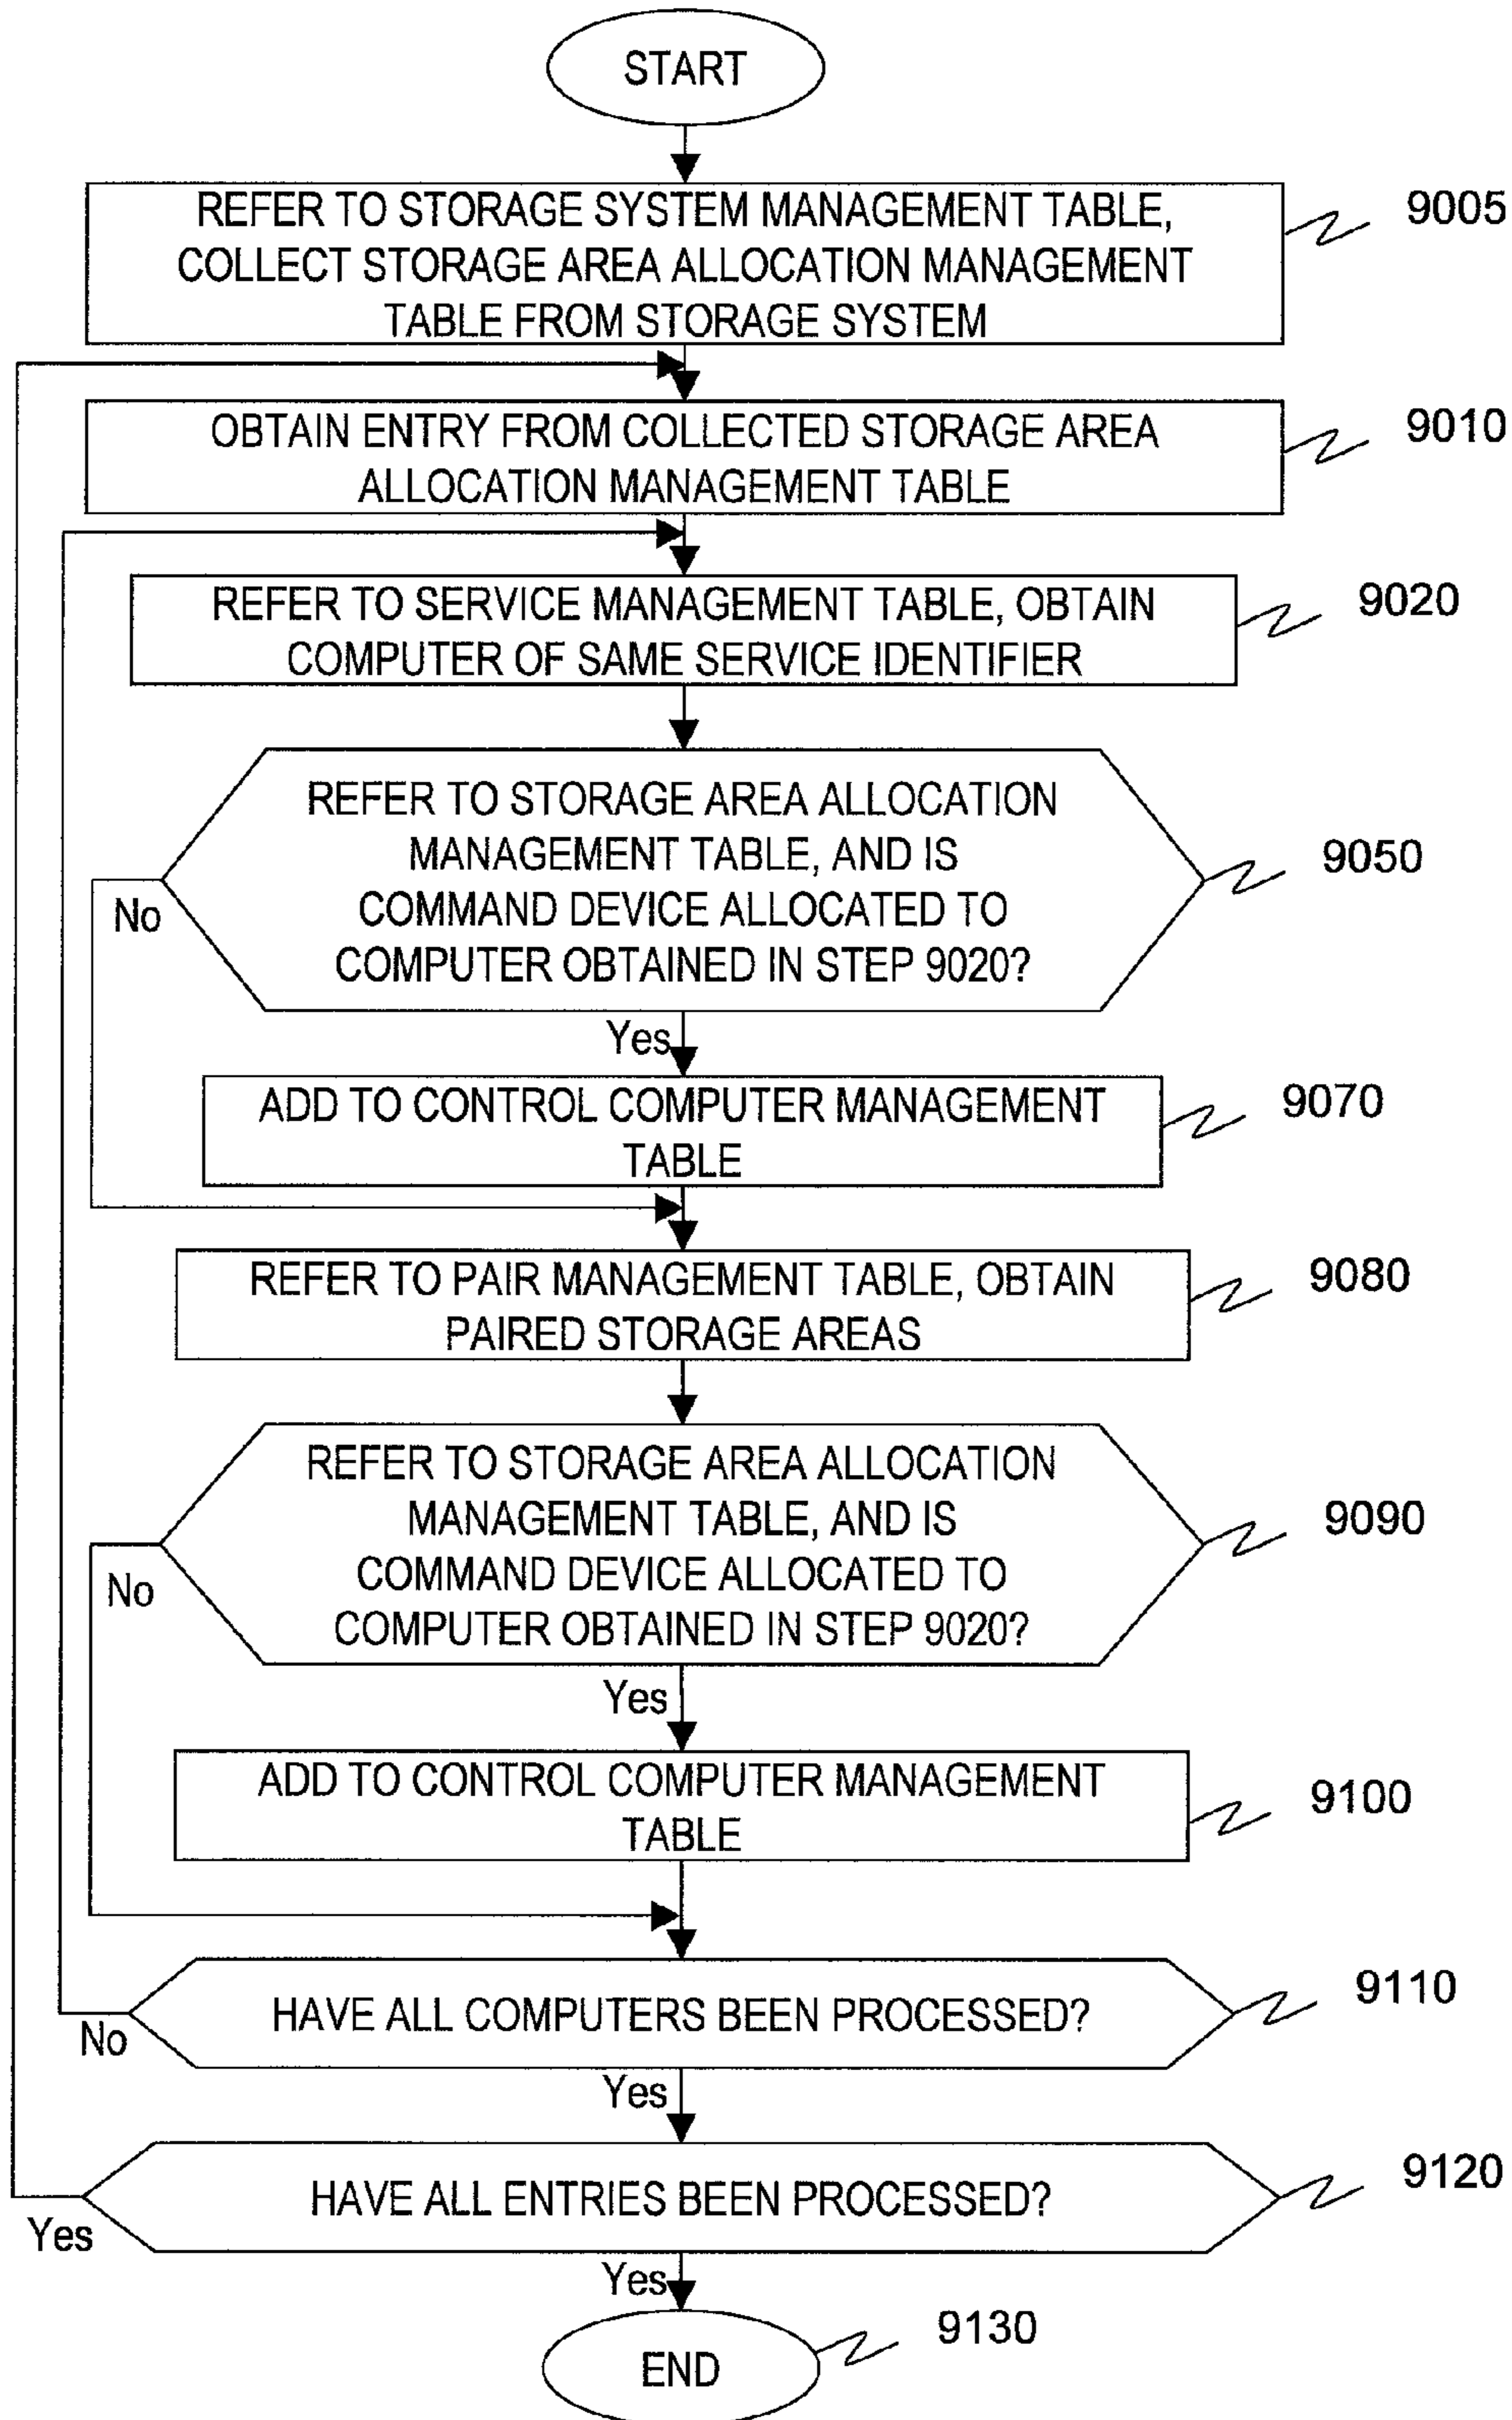 START
REFER TO STORAGE SYSTEM MANAGEMENT TABLE,
COLLECT STORAGE AREA ALLOCATION MANAGEMENT
TABLE FROM STORAGE SYSTEM
9005
OBTAIN ENTRY FROM COLLECTED STORAGE AREA
ALLOCATION MANAGEMENT TABLE
9010
REFER TO SERVICE MANAGEMENT TABLE, OBTAIN
COMPUTER OF SAME SERVICE IDENTIFIER
9020
REFER TO STORAGE AREA ALLOCATION
MANAGEMENT TABLE, AND IS
COMMAND DEVICE ALLOCATED TO
COMPUTER OBTAINED IN STEP 9020?
9050
No
Yes
ADD TO CONTROL COMPUTER MANAGEMENT
TABLE
9070
REFER TO PAIR MANAGEMENT TABLE, OBTAIN
PAIRED STORAGE AREAS
9080
REFER TO STORAGE AREA ALLOCATION
MANAGEMENT TABLE, AND IS
COMMAND DEVICE ALLOCATED TO
COMPUTER OBTAINED IN STEP 9020?
9090
No
Yes
ADD TO CONTROL COMPUTER MANAGEMENT
TABLE
9100
HAVE ALL COMPUTERS BEEN PROCESSED?
9110
No
Yes
HAVE ALL ENTRIES BEEN PROCESSED?
9120
Yes
Yes
END
9130